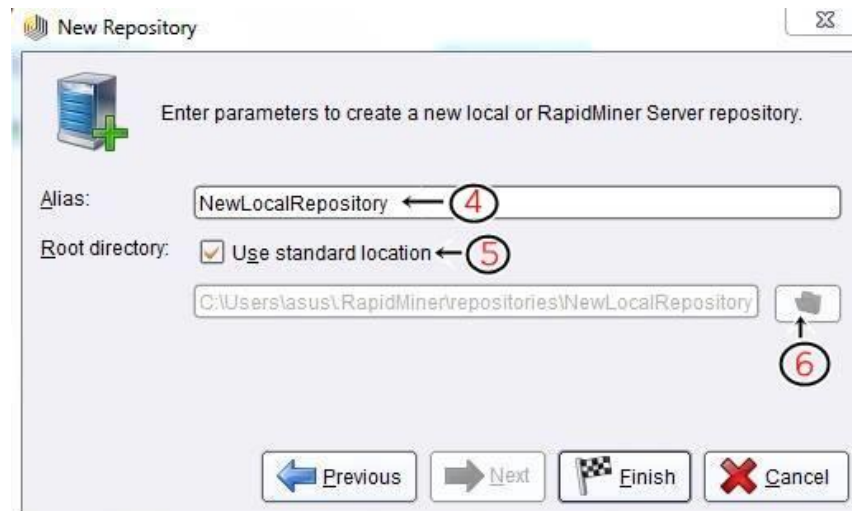 New Repository
Enter parameters to create a new local or RapidMiner Server repository.
Alias: NewLocalRepository 4
Root directory: Use standard location 5
C:\Users\asus\.RapidMiner\repositories\NewLocalRepository
6
Previous Next Finish Cancel